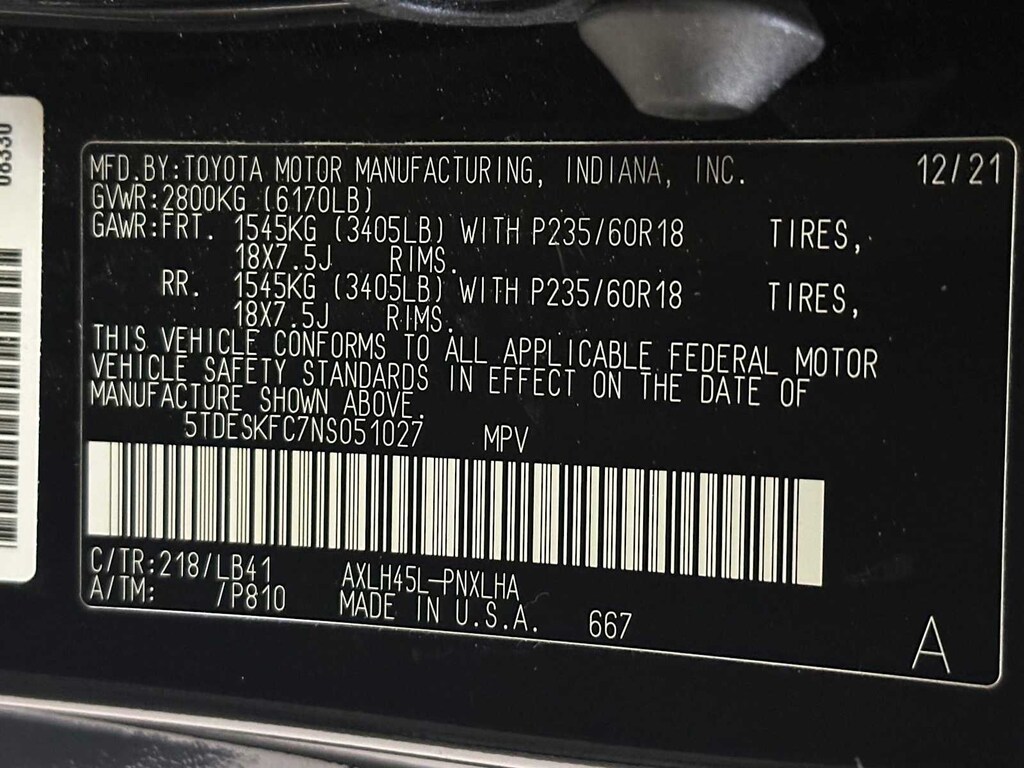 08330
MFD.BY:TOYOTA MOTOR MANUFACTURING, INDIANA, INC. 12/21
GVWR:2800KG (6170LB)
GAWR:FRT. 1545KG (3405LB) WITH P235/60R18 TIRES,
18X7.5J RIMS.
RR. 1545KG (3405LB) WITH P235/60R18 TIRES,
18X7.5J RIMS.
THIS VEHICLE CONFORMS TO ALL APPLICABLE FEDERAL MOTOR
VEHICLE SAFETY STANDARDS IN EFFECT ON THE DATE OF
MANUFACTURE SHOWN ABOVE.
5TDESKFC7NS051027 MPV
C/TR:218/LB41 AXLH45L-PNXLHA
A/TM: /P810 MADE IN U.S.A. 667
A